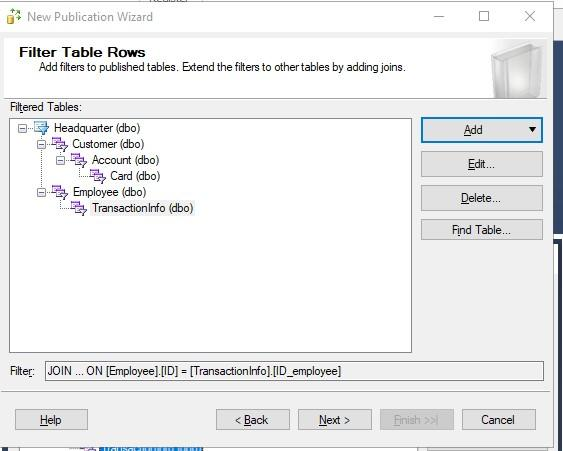 New Publication Wizard
Filter Table Rows
Add filters to published tables. Extend the filters to other tables by adding joins.
Filtered Tables:
Headquarter (dbo)
Customer (dbo)
Account (dbo)
Card (dbo)
Employee (dbo)
TransactionInfo (dbo)
Add
Edit...
Delete...
Find Table...
Filter: JOIN ... ON [Employee].[ID] = [TransactionInfo].[ID_employee]
Help
< Back
Next >
Finish >>|
Cancel